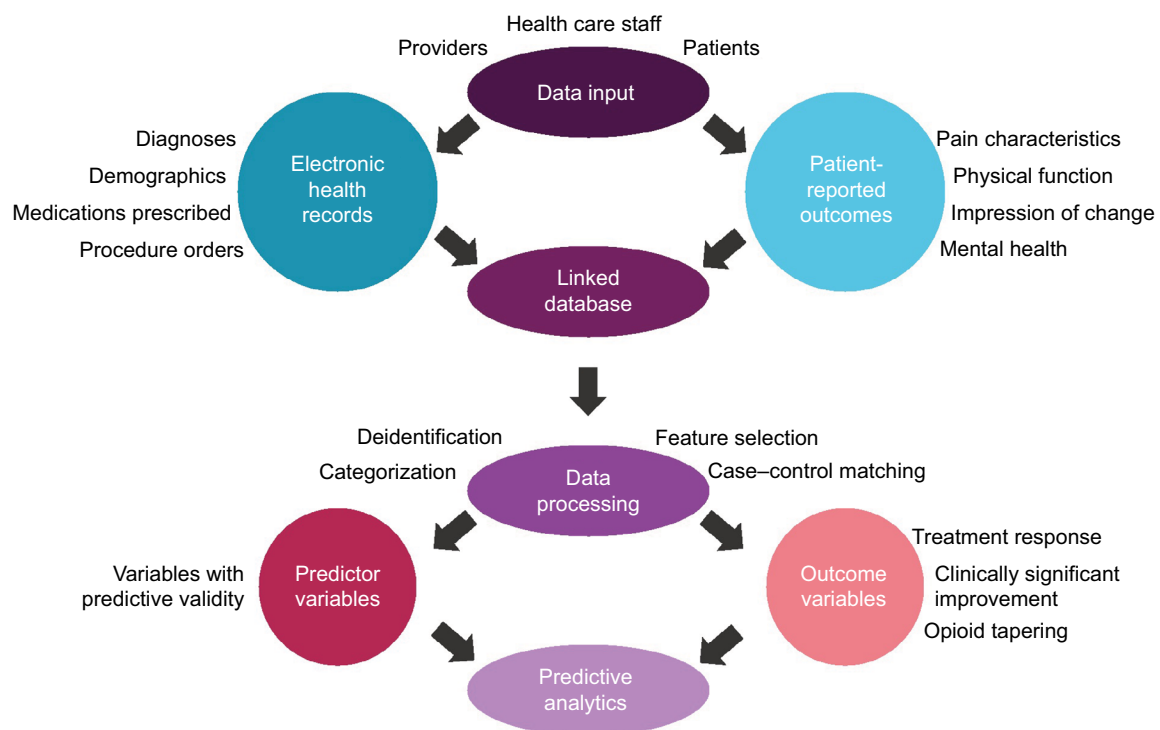 Health care staff
Providers
Patients
Data input
Diagnoses
Demographics
Medications prescribed
Procedure orders
Electronic
health
records
Patient-
reported
outcomes
Pain characteristics
Physical function
Impression of change
Mental health
Linked
database
Deidentification
Categorization
Feature selection
Case–control matching
Data
processing
Variables with
predictive validity
Predictor
variables
Outcome
variables
Treatment response
Clinically significant
improvement
Opioid tapering
Predictive
analytics